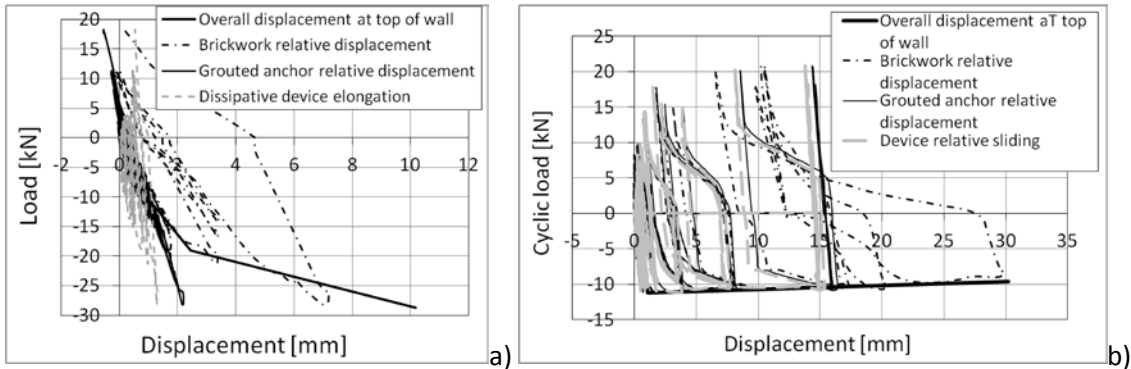 20
15
10
5
0
-5
-10
-15
-20
-25
-30
-2 0 2 4 6 8 10 12
Load [kN]
Displacement [mm]
Overall displacement at top of wall
Brickwork relative displacement
Grouted anchor relative displacement
Dissipative device elongation
a)
25
20
15
10
5
0
-5
-10
-15
-5 0 5 10 15 20 25 30 35
Cyclic load [kN]
Displacement [mm]
Overall displacement aT top
of wall
Brickwork relative
displacement
Grouted anchor relative
displacement
Device relative sliding
b)